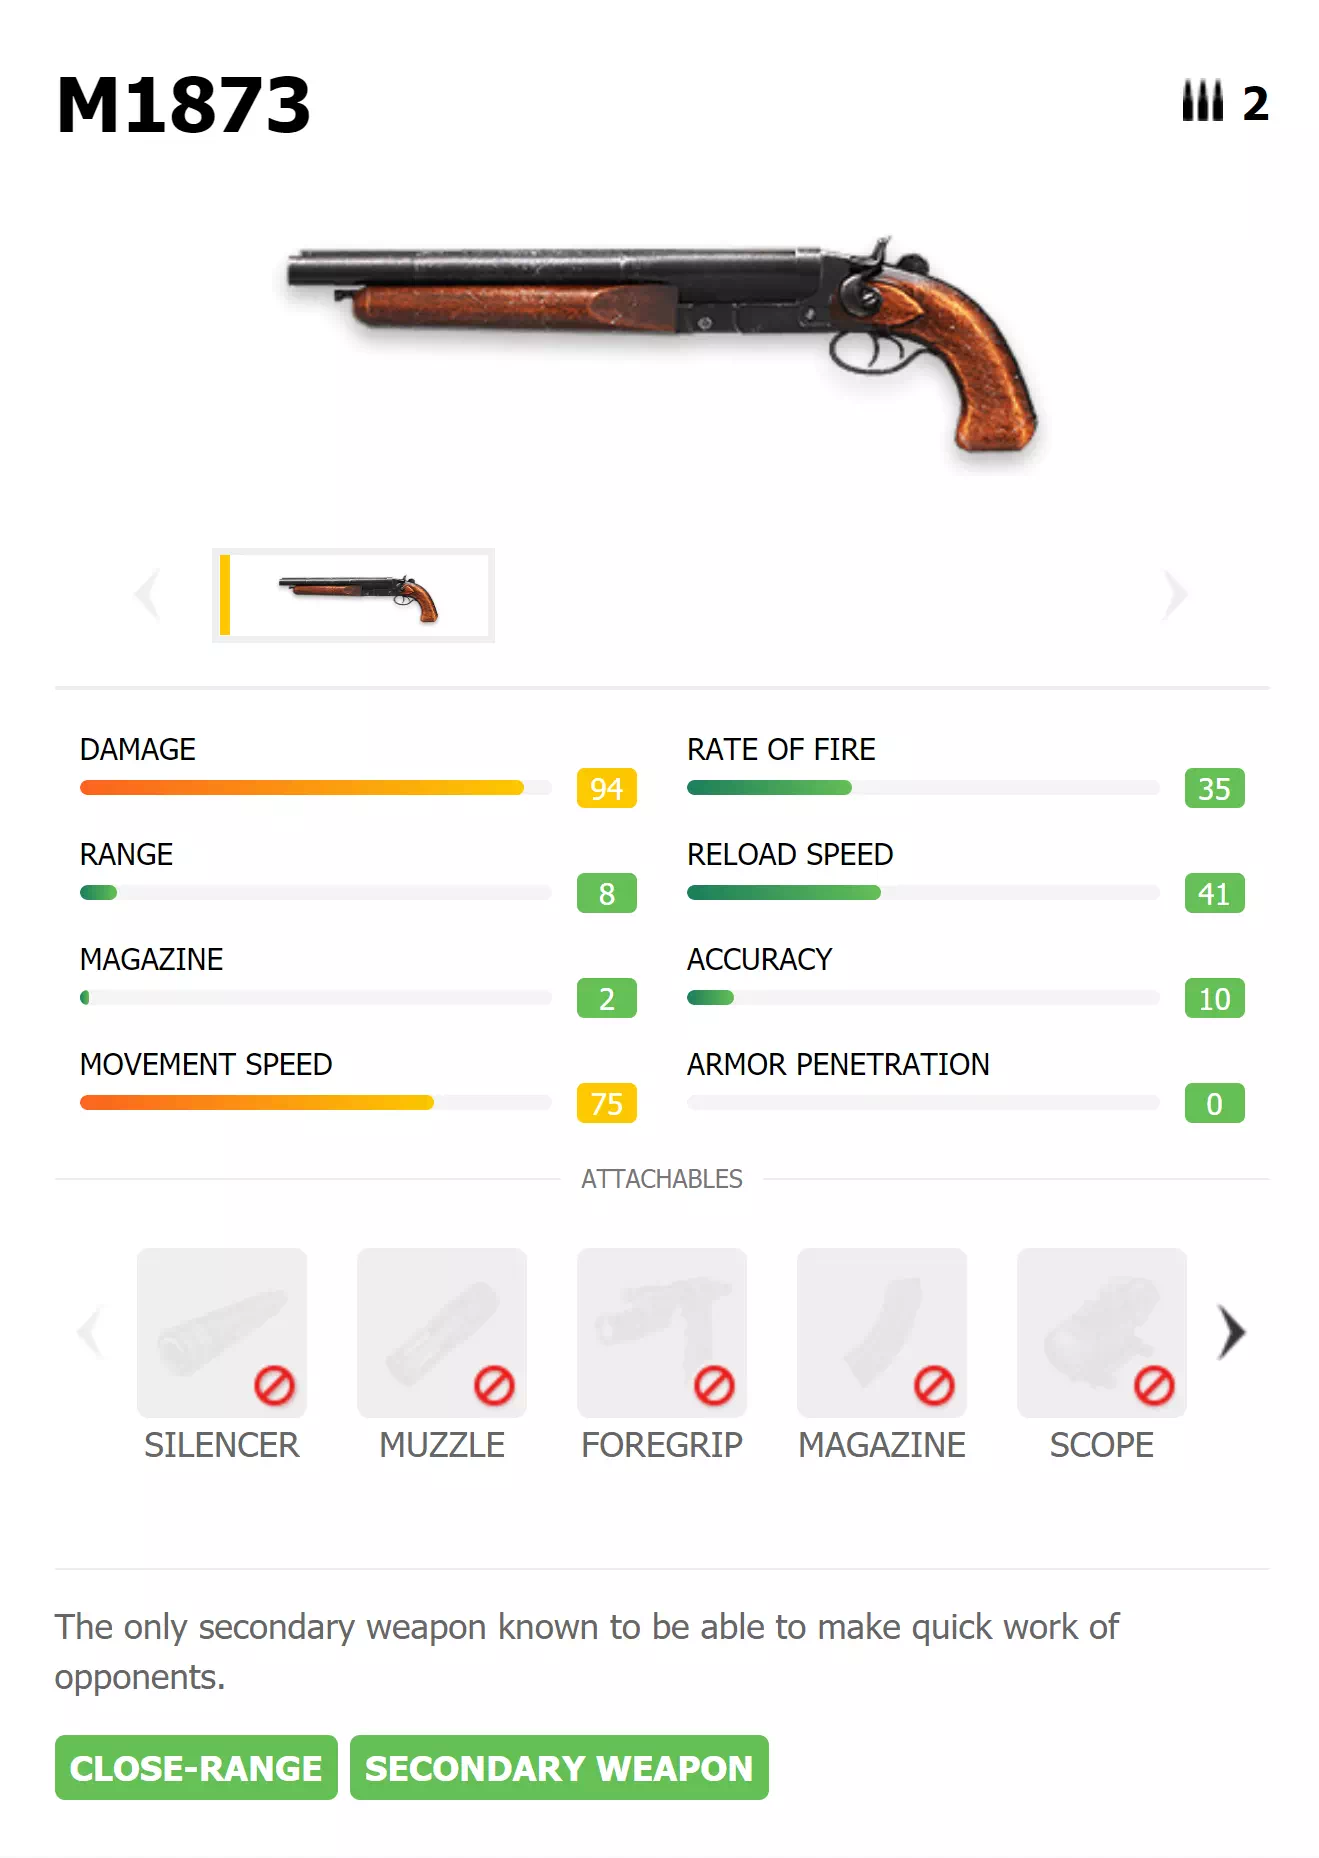 M1873
2
DAMAGE
94
RATE OF FIRE
35
RANGE
8
RELOAD SPEED
41
MAGAZINE
2
ACCURACY
10
MOVEMENT SPEED
75
ARMOR PENETRATION
0
ATTACHABLES
SILENCER
MUZZLE
FOREGRIP
MAGAZINE
SCOPE
The only secondary weapon known to be able to make quick work of
opponents.
CLOSE-RANGE
SECONDARY WEAPON